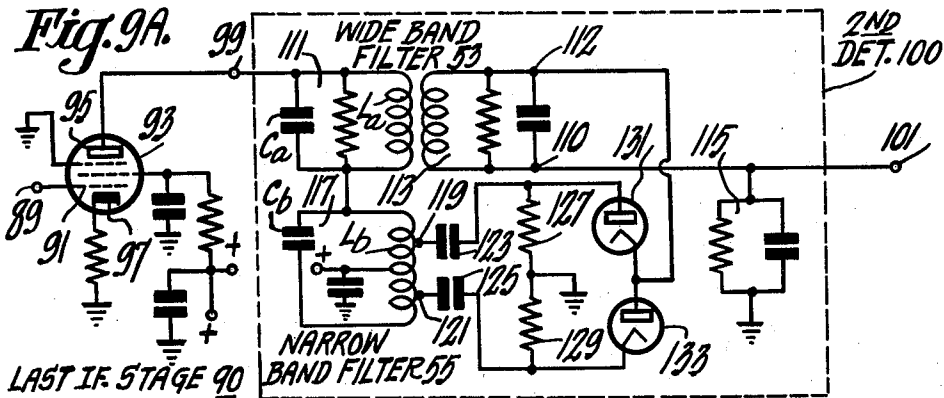 Fig. 9A.
99
111
WIDE BAND
FILTER 53
112
2ND
DET. 100
95
93
La
Ca
110
131
115
101
89
91
97
+
+
Cb
117
113
119
127
Lb
+
123
125
121
129
133
NARROW
BAND FILTER 55
LAST I.F. STAGE 90